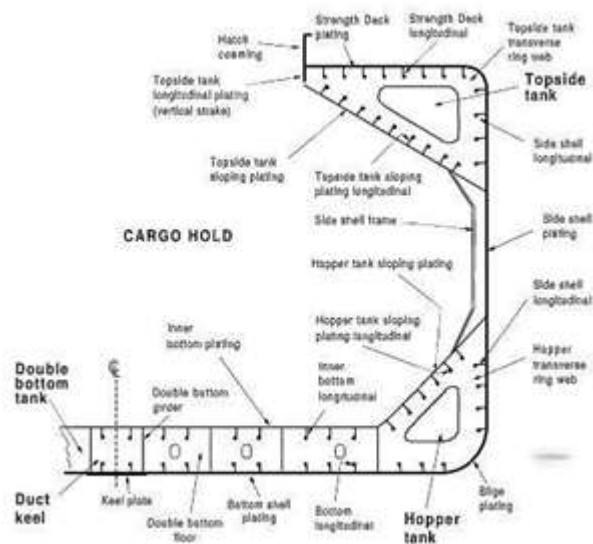 Hatch
coaming
Strength Deck
plating
Strength Deck
longitudinal
Topside tank
transverse
ring web
Topside
tank
Topside tank
longitudinal plating
(vertical strake)
Side shell
longitudinal
Topside tank
sloping plating
Topside tank sloping
plating longitudinal
Side shell frame
Side shell
plating
CARGO HOLD
Hopper tank sloping plating
Side shell
longitudinal
Hopper tank sloping
plating longitudinal
Hopper
transverse
ring web
Inner
bottom plating
Inner
bottom
longitudinal
Double
bottom
tank
Double bottom
girder
Duct
keel
Keel plate
Double bottom
floor
Bottom shell
plating
Bottom
longitudinal
Hopper
tank
Bilge
plating